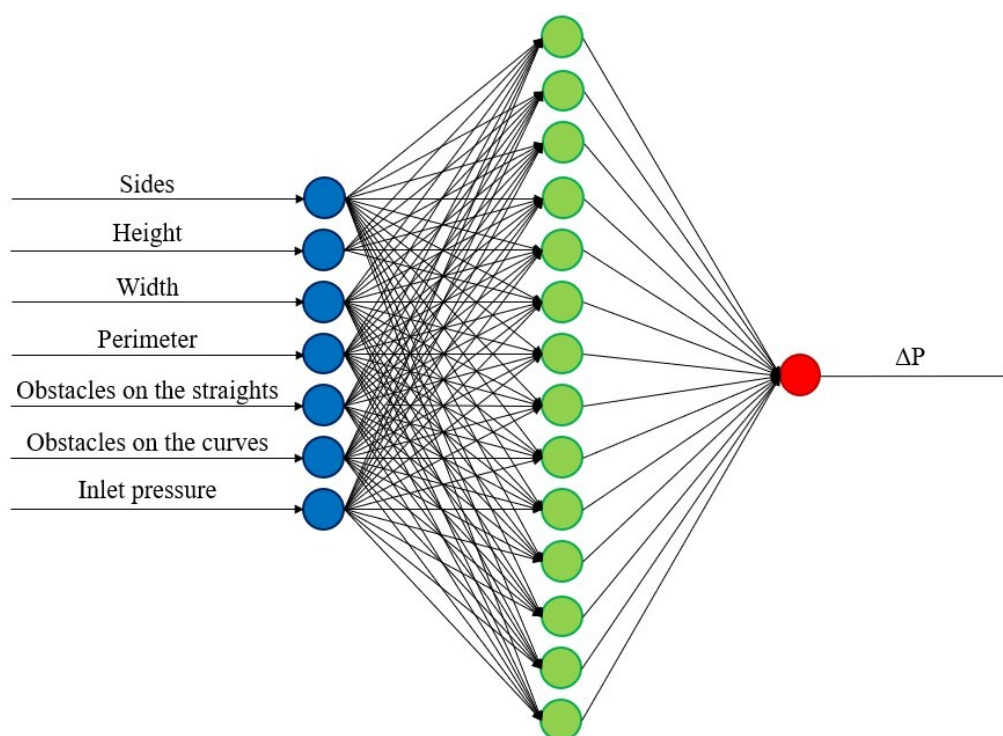 Sides
Height
Width
Perimeter
Obstacles on the straights
Obstacles on the curves
Inlet pressure
ΔP